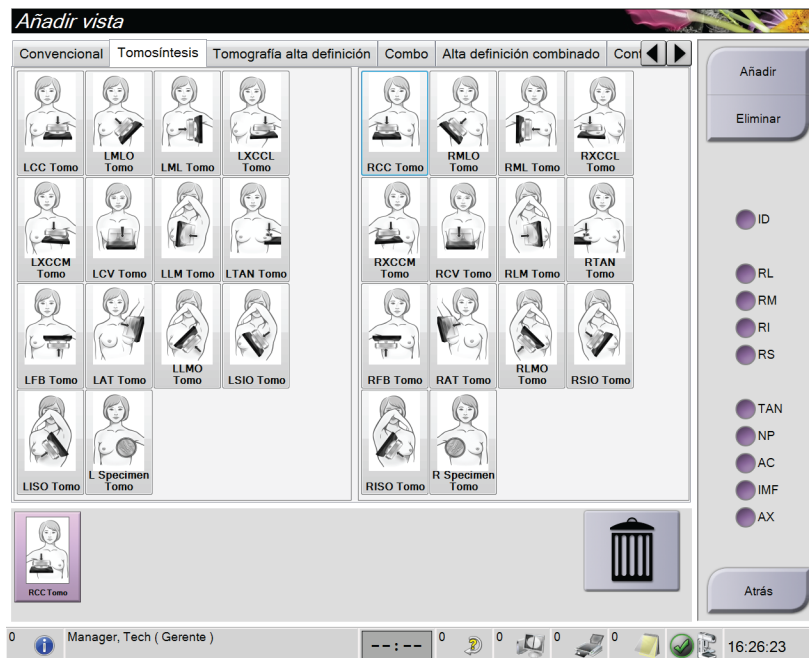 Añadir vista
Convencional
Tomosíntesis
Tomografía alta definición
Combo
Alta definición combinado
Cont
LCC Tomo
LMLO
Tomo
LML Tomo
LXCCL
Tomo
LXCCM
Tomo
LCV Tomo
LLM Tomo
LTAN Tomo
LFB Tomo
LAT Tomo
LLMO
Tomo
LSIO Tomo
LISO Tomo
L Specimen
Tomo
RCC Tomo
RMLO
Tomo
RML Tomo
RXCCL
Tomo
RXCCM
Tomo
RCV Tomo
RLM Tomo
RTAN
Tomo
RFB Tomo
RAT Tomo
RLMO
Tomo
RSIO Tomo
RISO Tomo
R Specimen
Tomo
Añadir
Eliminar
ID
RL
RM
RI
RS
TAN
NP
AC
IMF
AX
RCC Tomo
Atrás
0
Manager, Tech ( Gerente )
--:--
0
0
0
0
16:26:23